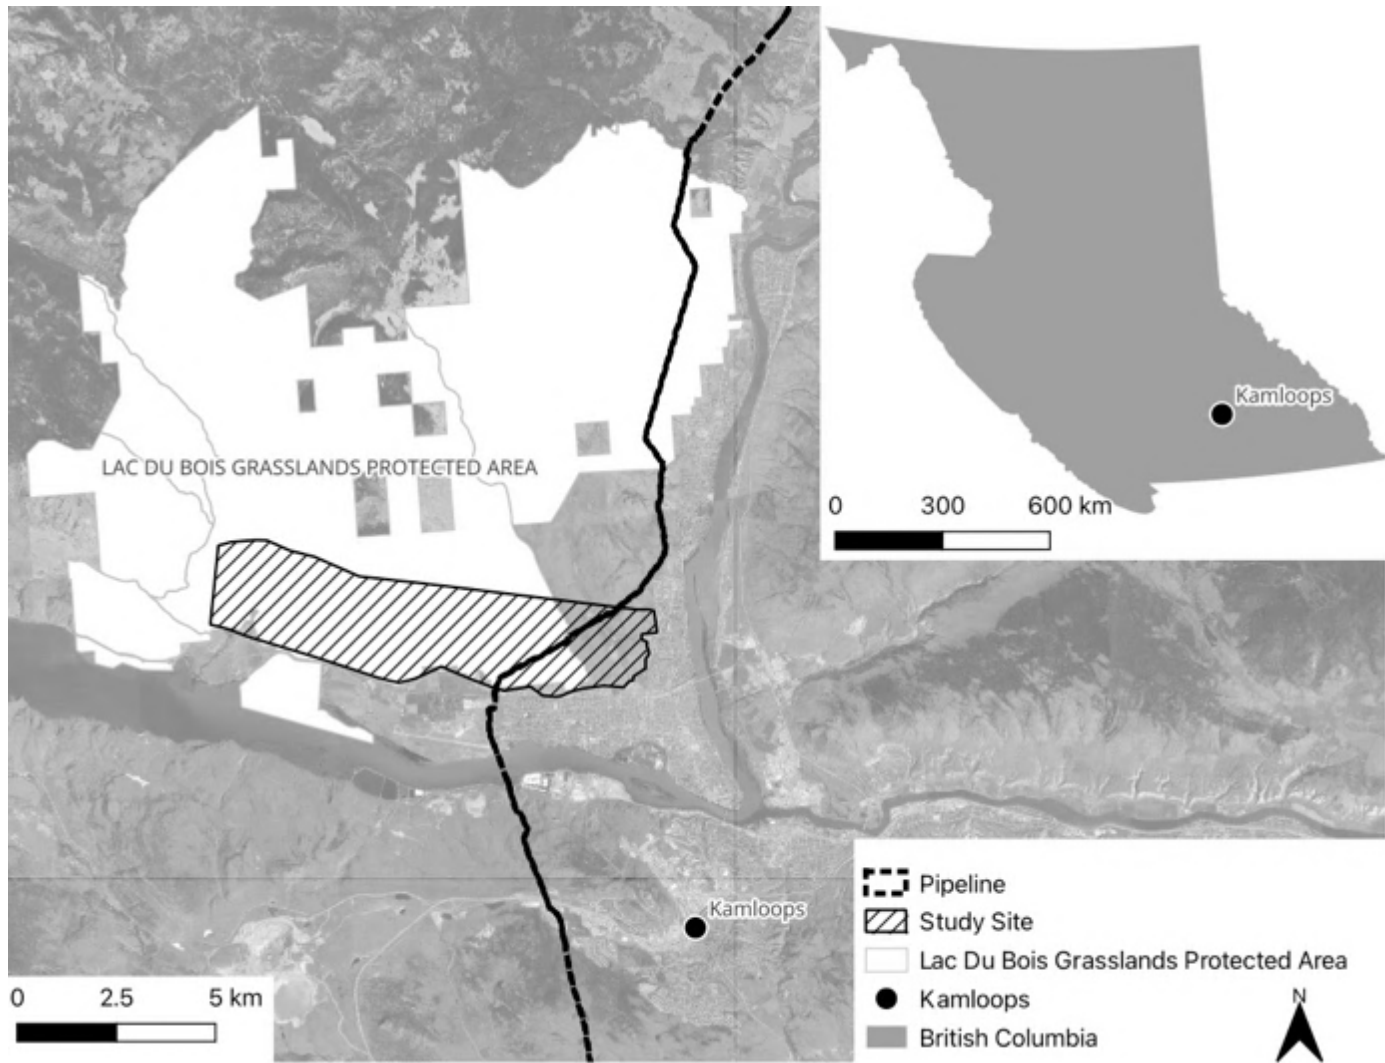 Kamloops
0 300 600 km
LAC DU BOIS GRASSLANDS PROTECTED AREA
Kamloops
Pipeline
Study Site
Lac Du Bois Grasslands Protected Area
Kamloops
British Columbia
N
0 2.5 5 km